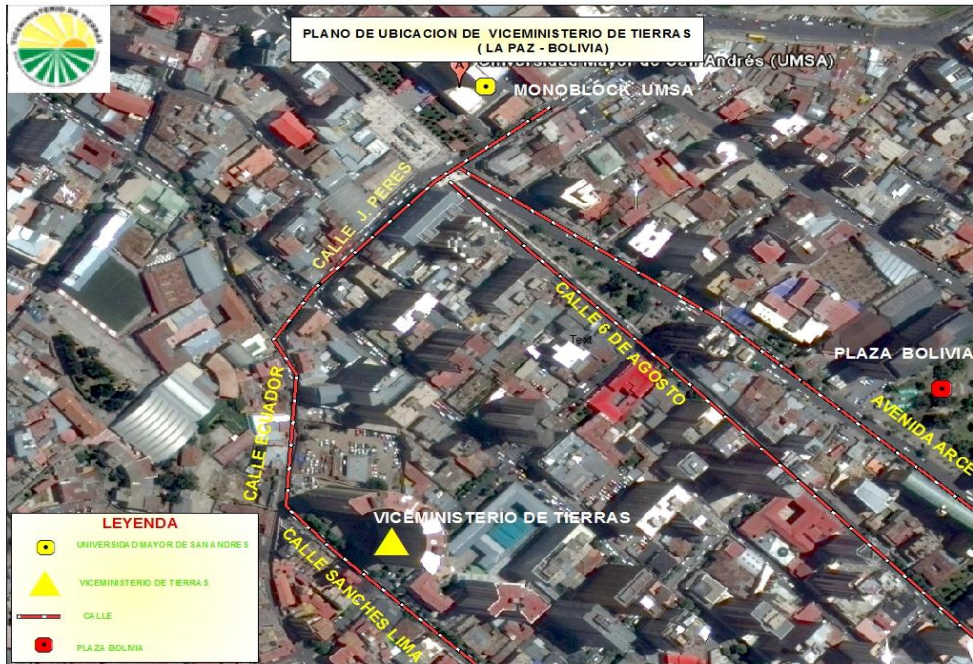 PLANO DE UBICACION DE VICEMINISTERIO DE TIERRAS
( LA PAZ - BOLIVIA)
Universidad Mayor de San Andrés (UMSA)
A
MONOBLOCK UMSA
CALLE J. PERES
CALLE 6 DE AGOSTO
Text
PLAZA BOLIVIA
AVENIDA ARCE
CALLE ECUADOR
VICEMINISTERIO DE TIERRAS
CALLE SANCHES LIMA
LEYENDA
UNIVERSIDAD MAYOR DE SAN ANDRES
VICEMINISTERIO DE TIERRAS
CALLE
PLAZA BOLIVIA